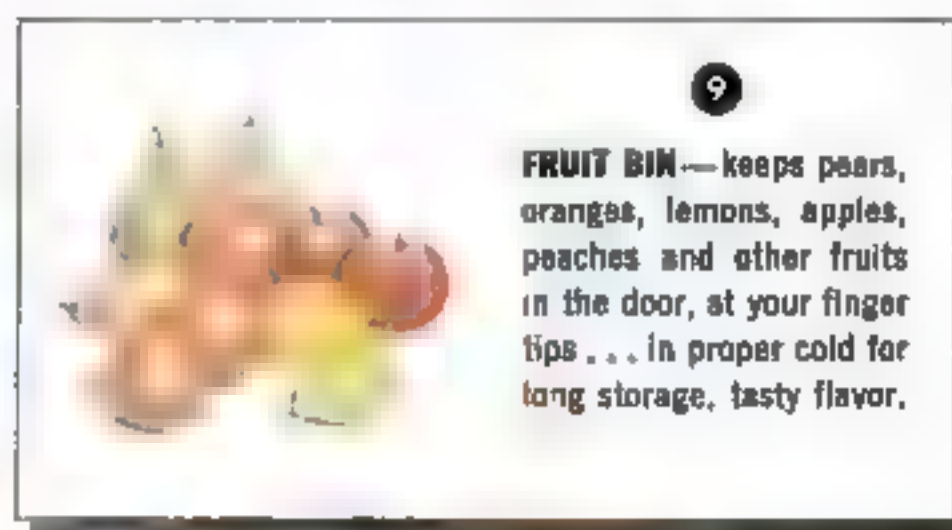 9
FRUIT BIN—keeps pears,
oranges, lemons, apples,
peaches and other fruits
in the door, at your finger
tips . . . in proper cold for
long storage, tasty flavor.